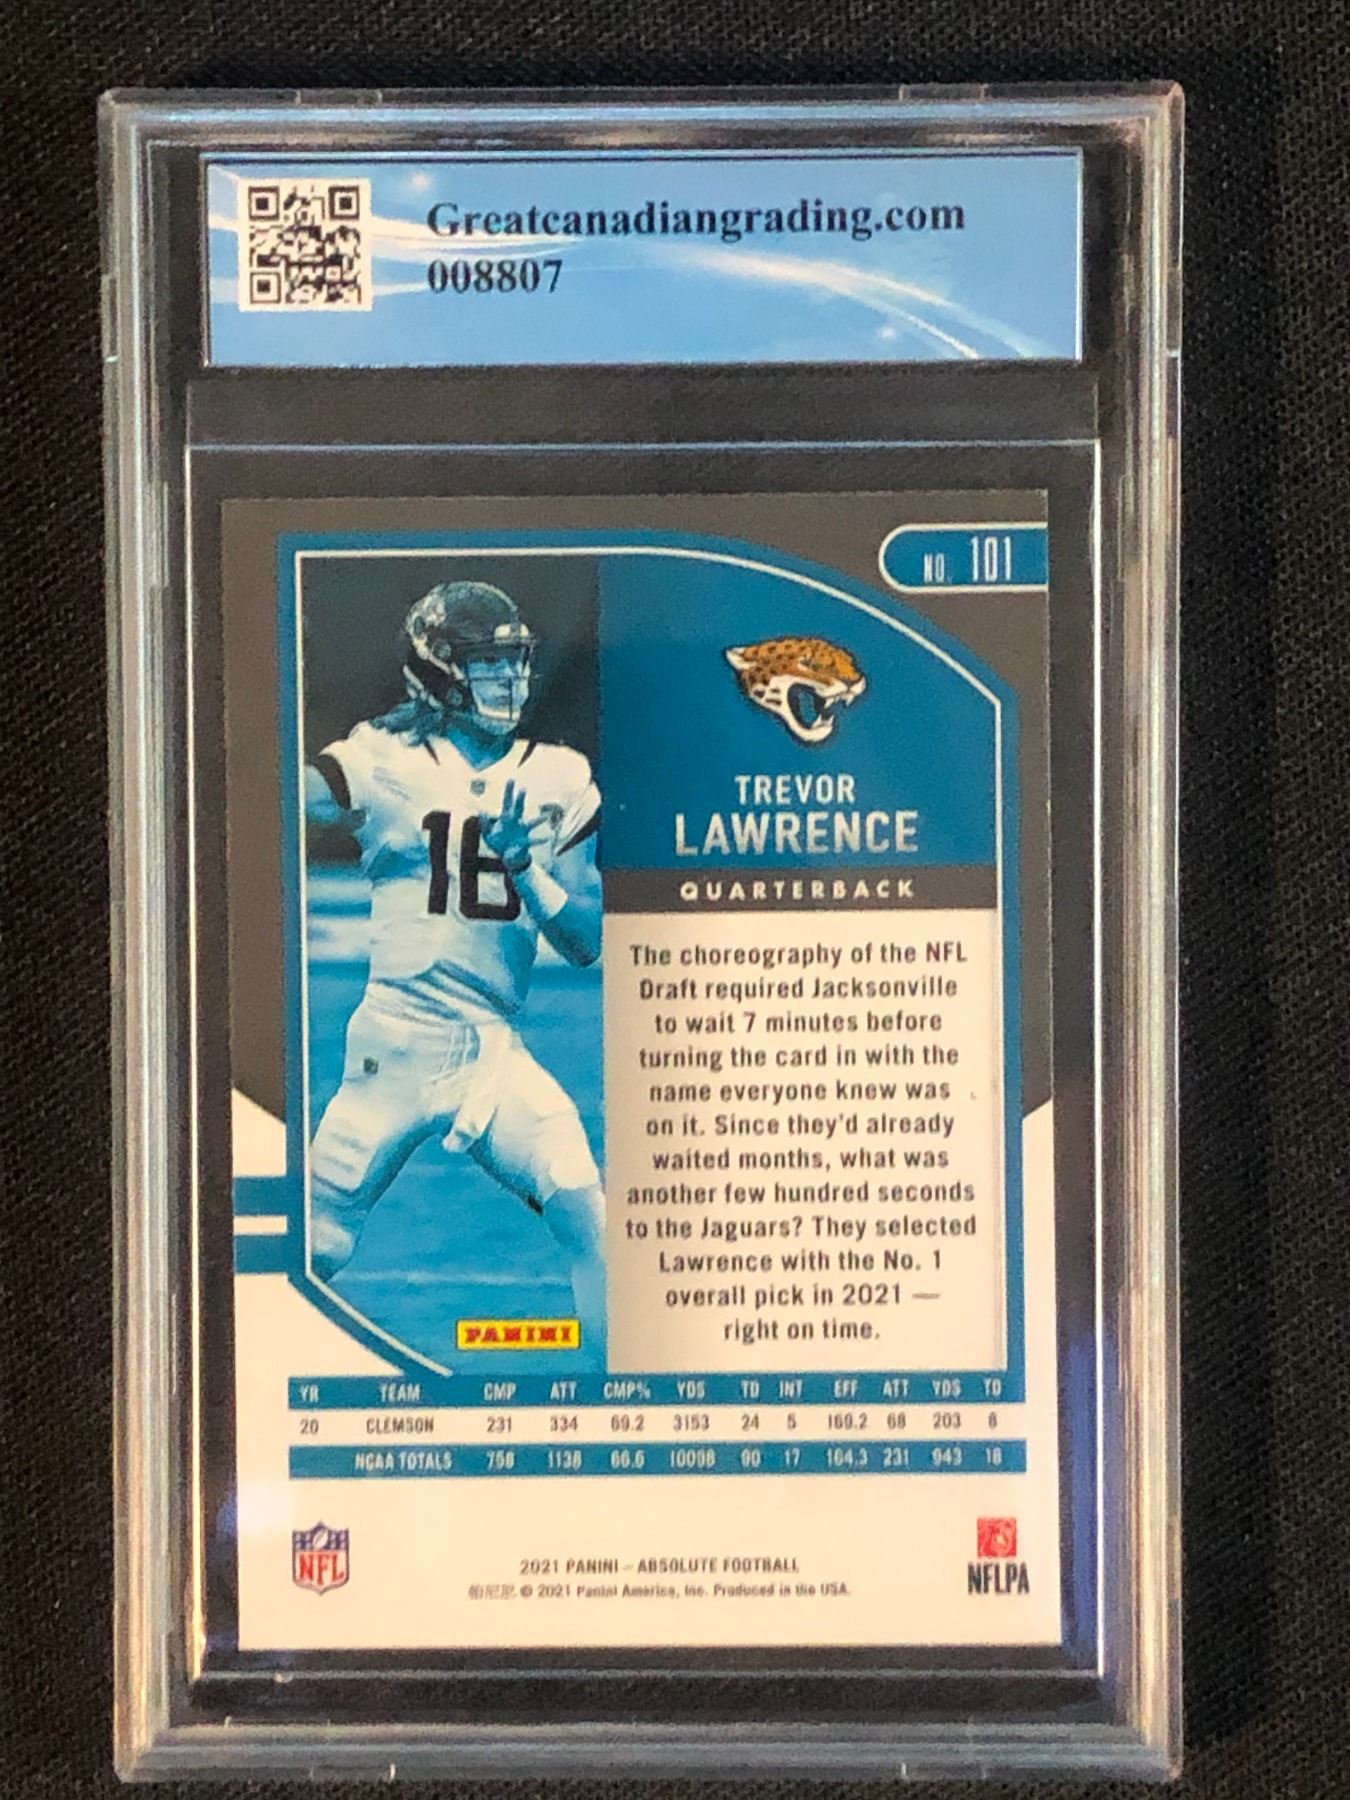 Greatcanadiangrading.com
008807
NO. 101
16
TREVOR
LAWRENCE
QUARTERBACK
The choreography of the NFL
Draft required Jacksonville
to wait 7 minutes before
turning the card in with the
name everyone knew was
on it. Since they'd already
waited months, what was
another few hundred seconds
to the Jaguars? They selected
Lawrence with the No. 1
overall pick in 2021 —
right on time.
PANINI
YR TEAM CMP ATT CMP% YDS TD INT EFF ATT YDS TD
20 CLEMSON 231 334 69.2 3153 24 5 169.2 68 203 8
NCAA TOTALS 758 1138 66.6 10098 90 17 164.3 231 943 18
NFL
2021 PANINI – ABSOLUTE FOOTBALL
© 2021 Panini America, Inc. Produced in the USA.
NFLPA